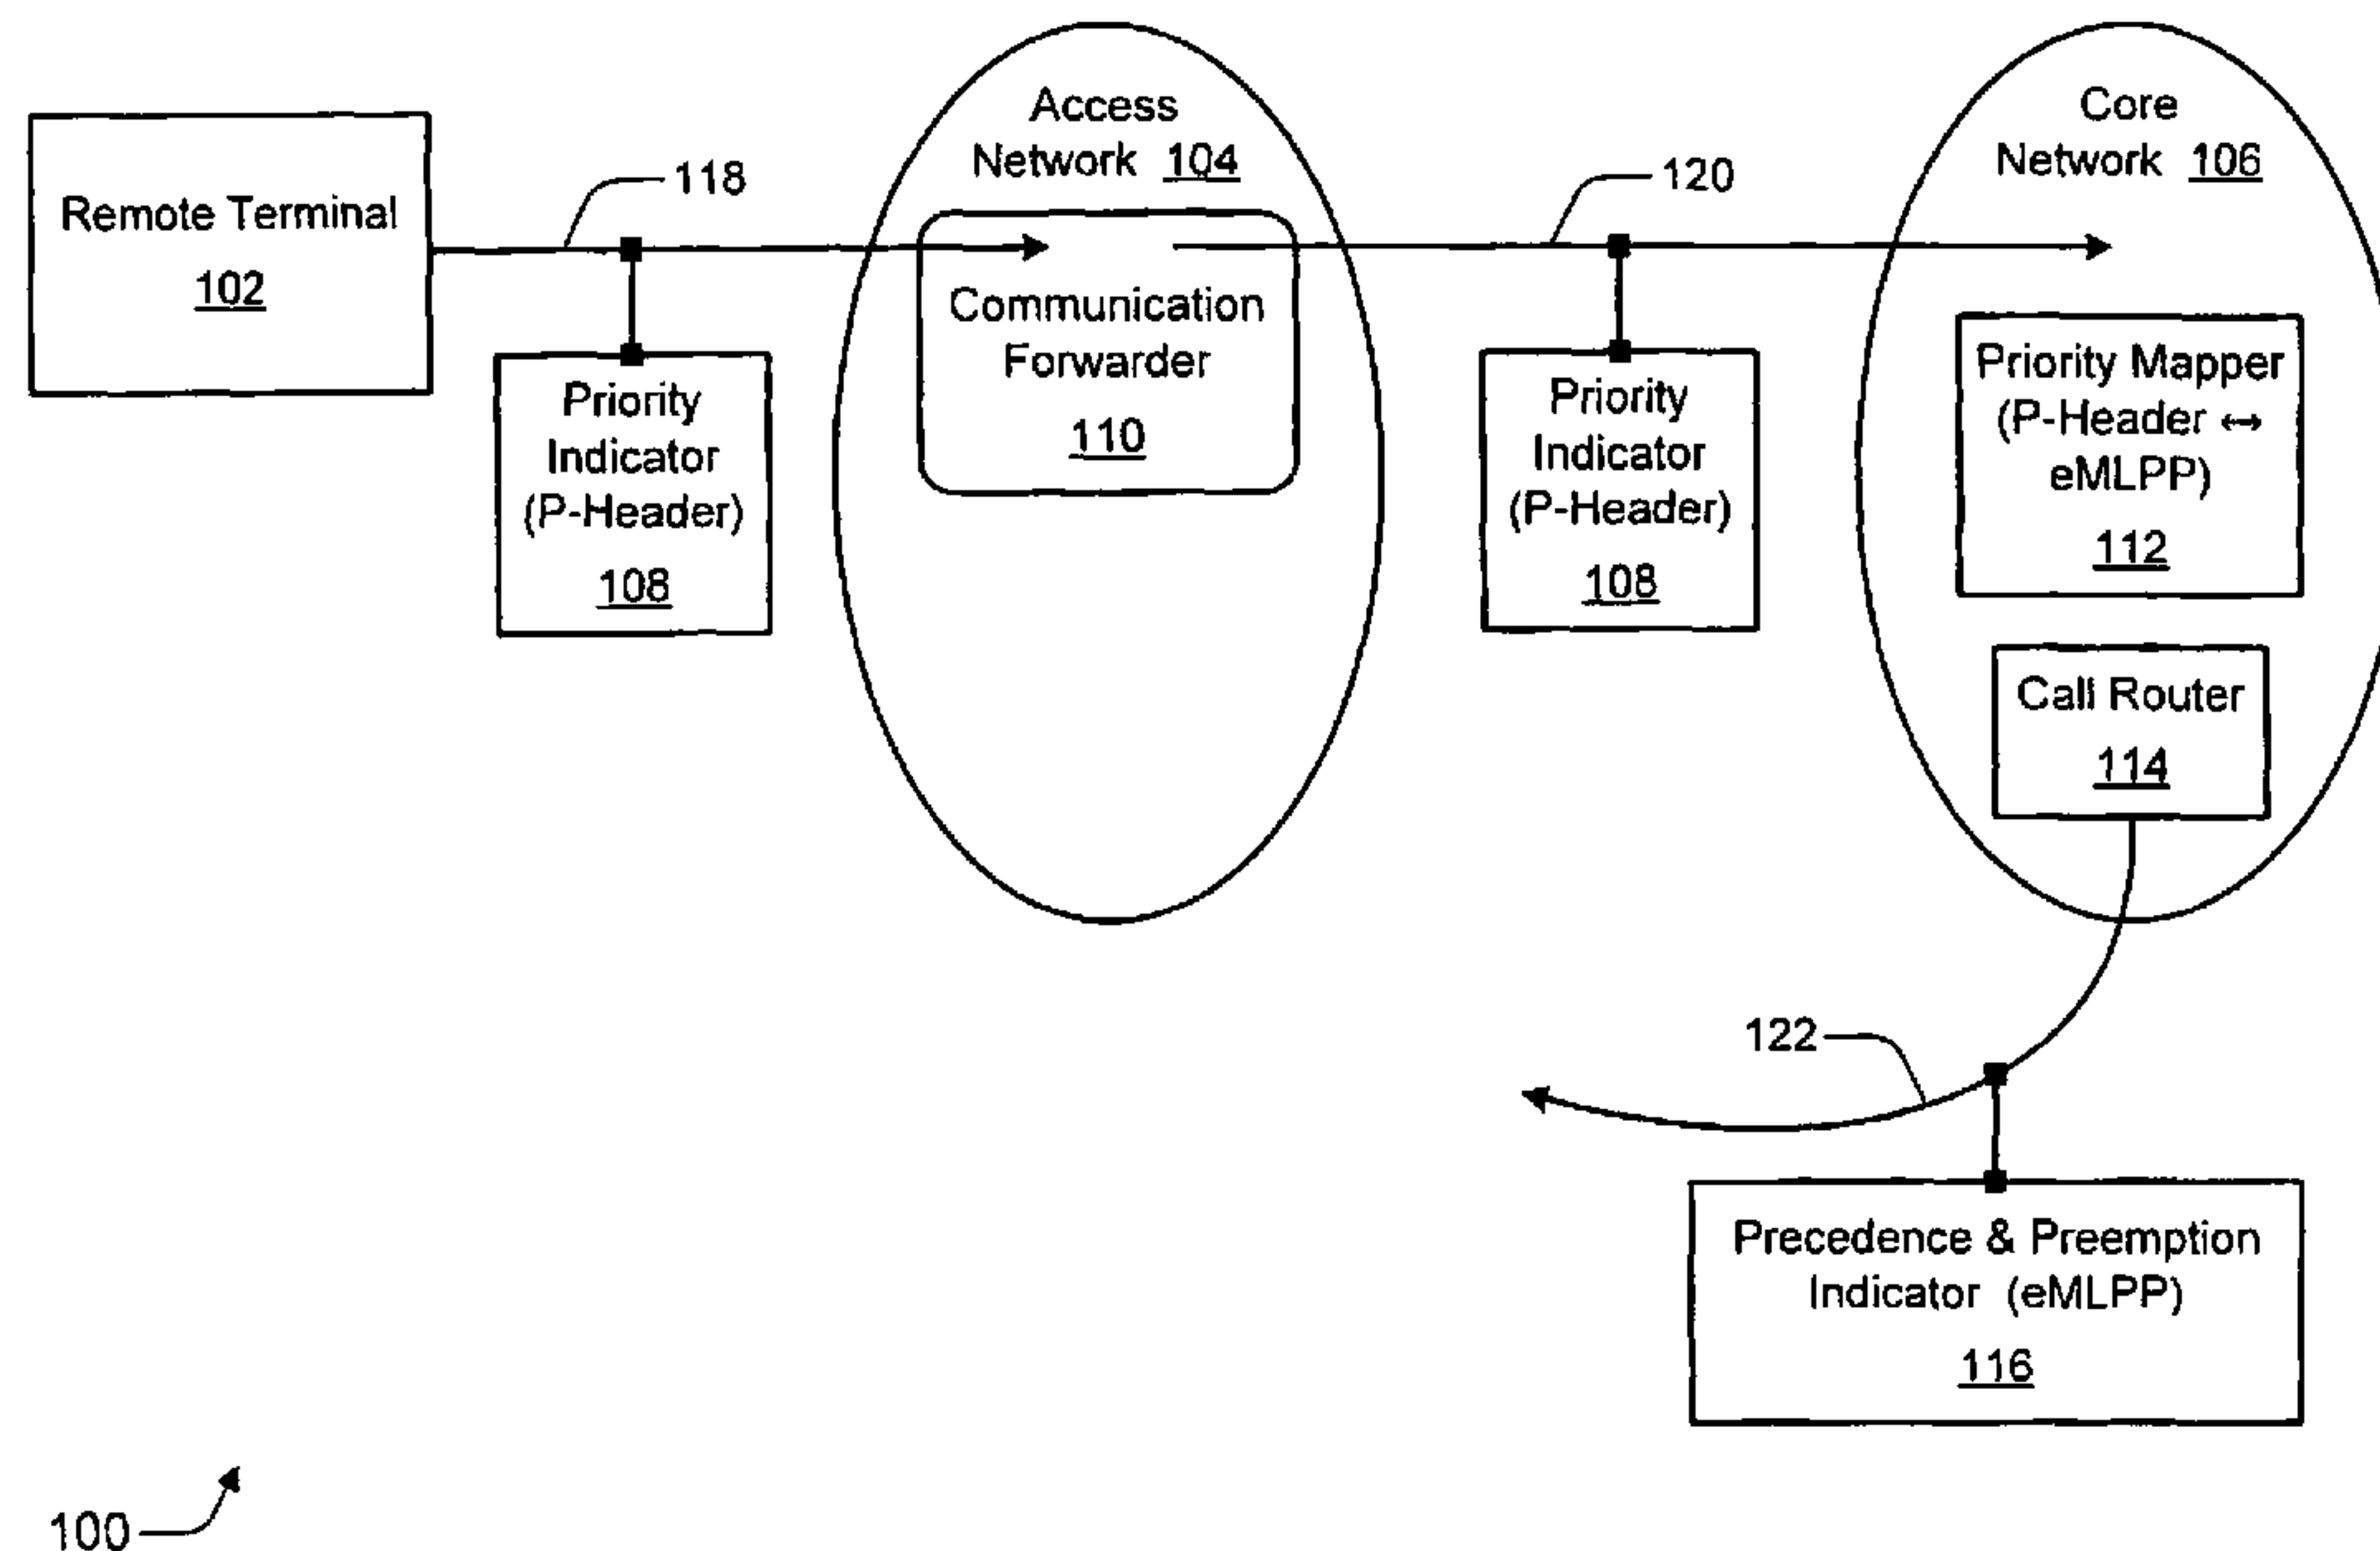 Remote Terminal
102
118
Priority
Indicator
(P-Header)
108
Access
Network 104
Communication
Forwarder
110
120
Priority
Indicator
(P-Header)
108
Core
Network 106
Priority Mapper
(P-Header ↔
eMLPP)
112
Call Router
114
122
Precedence & Preemption
Indicator (eMLPP)
116
100